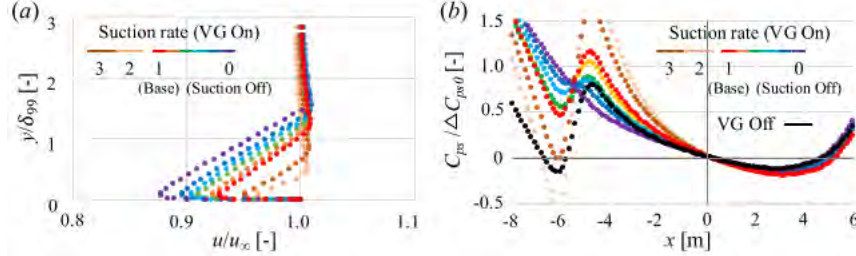 (a)
3
2
1
0
y/δ99 [-]
Suction rate (VG On)
3 2 1 0
(Base) (Suction Off)
0.8 0.9 1.0 1.1
u/u∞ [-]
(b)
1.5
1.0
0.5
0
-0.5
Cps /ΔCps0 [-]
Suction rate (VG On)
3 2 1 0
(Base) (Suction Off)
VG Off
-8 -6 -4 -2 0 2 4 6
x [m]